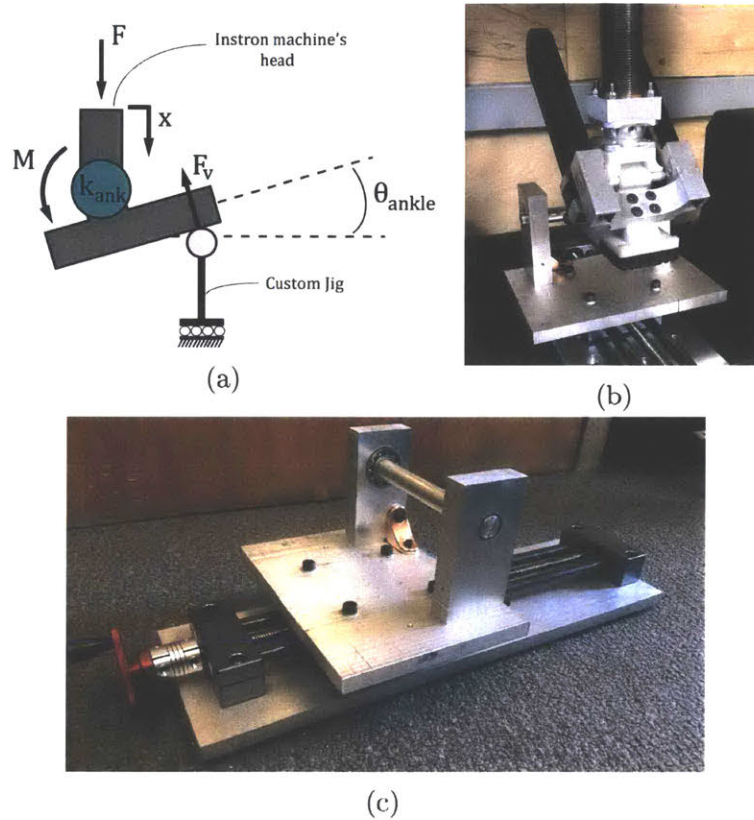 F
Instron machine's
head
x
M
F_v
k_ank
θ_ankle
Custom Jig
(a)
(b)
(c)